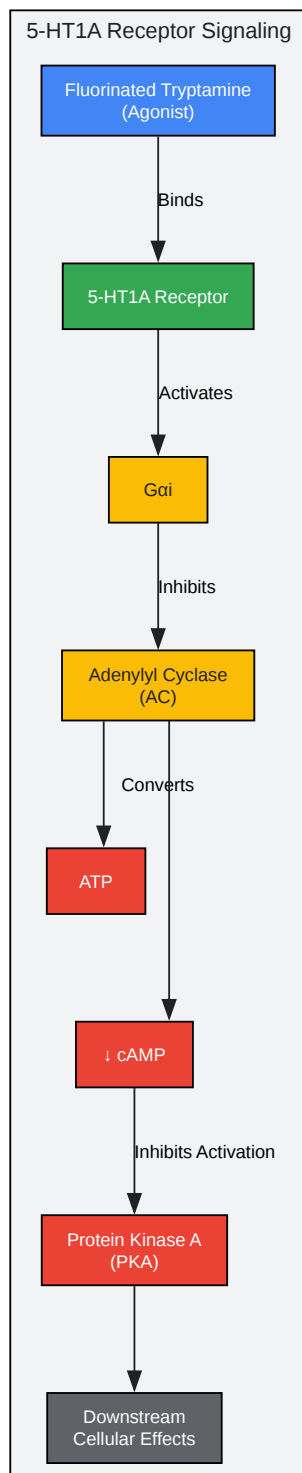 5-HT1A Receptor Signaling
Fluorinated Tryptamine
(Agonist)
Binds
5-HT1A Receptor
Activates
Gαi
Inhibits
Adenylyl Cyclase
(AC)
Converts
ATP
↓ cAMP
Inhibits Activation
Protein Kinase A
(PKA)
Downstream
Cellular Effects